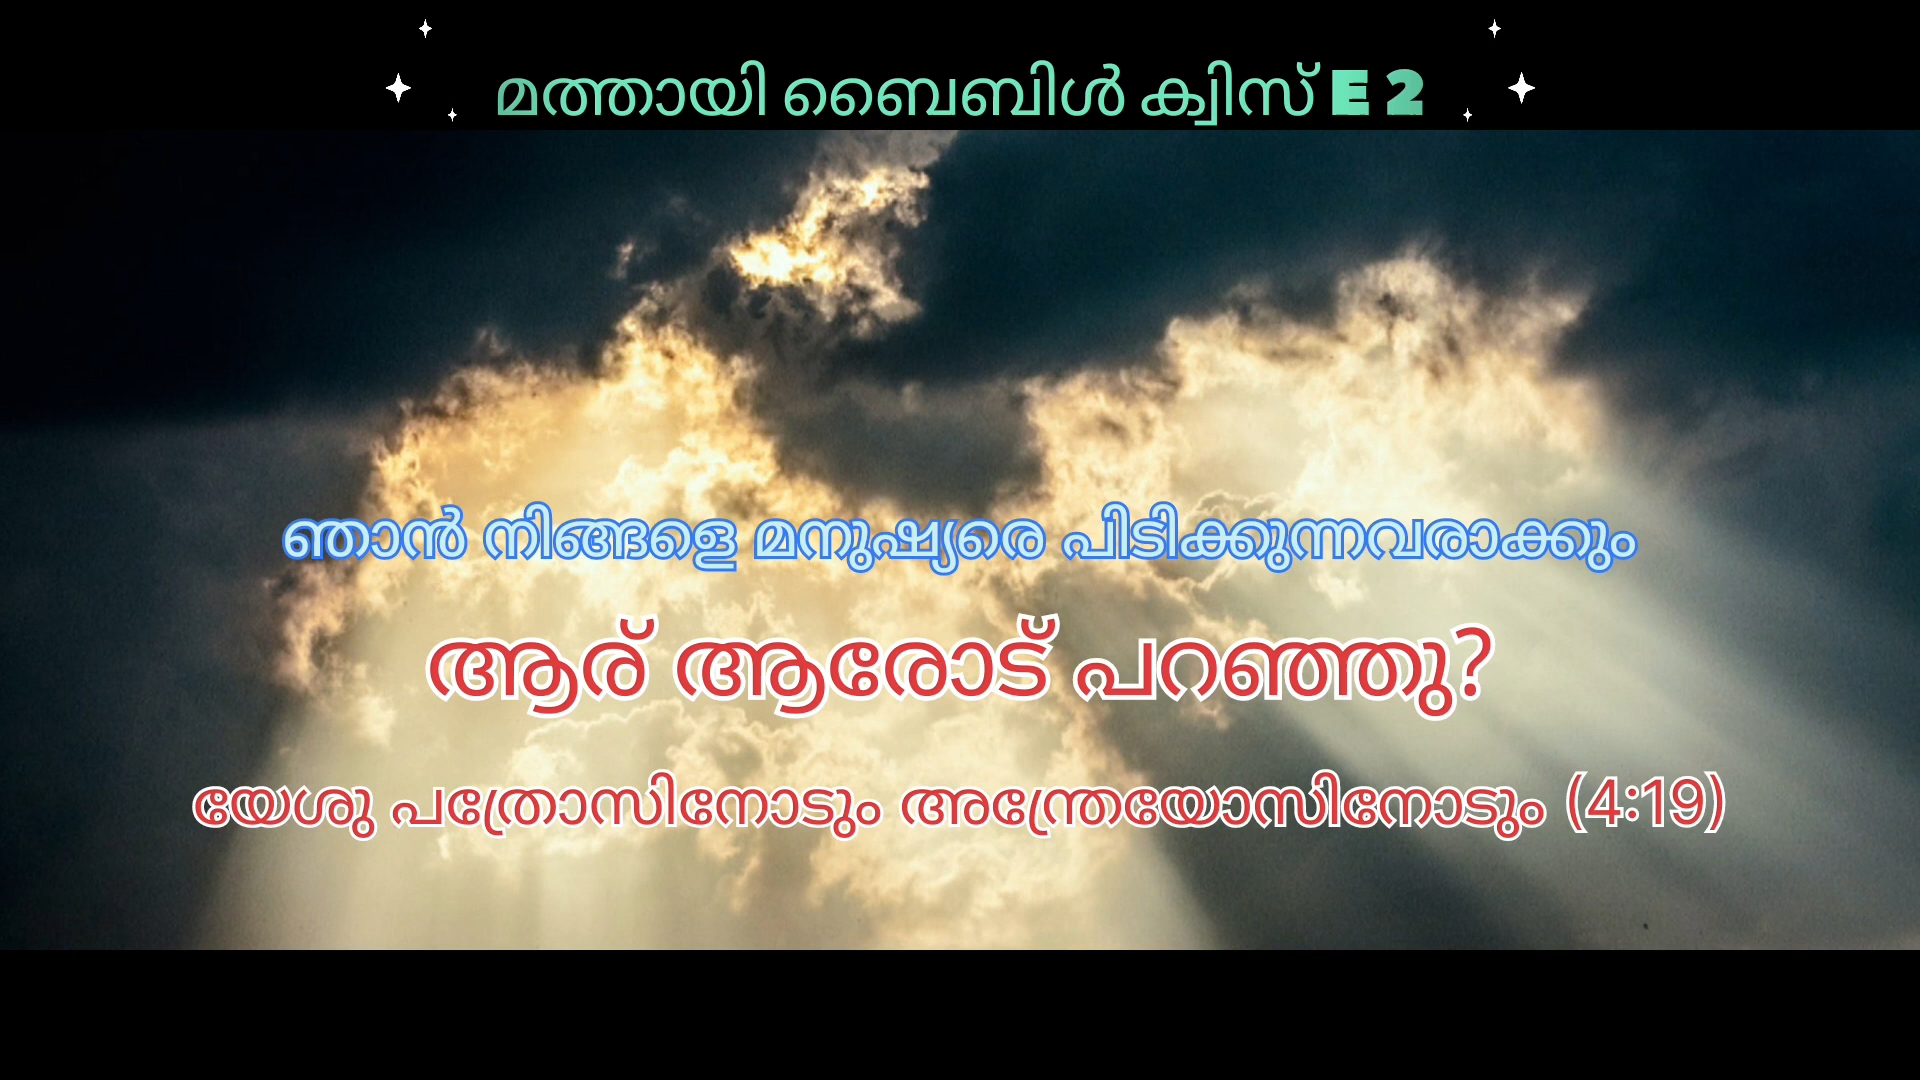 മത്തായി ബൈബിൾ ക്വിസ് E 2
ഞാൻ നിങ്ങളെ മനുഷ്യരെ പിടിക്കുന്നവരാക്കും
ആര് ആരോട് പറഞ്ഞു?
യേശു പത്രോസിനോടും അന്ത്രേയോസിനോടും (4:19)